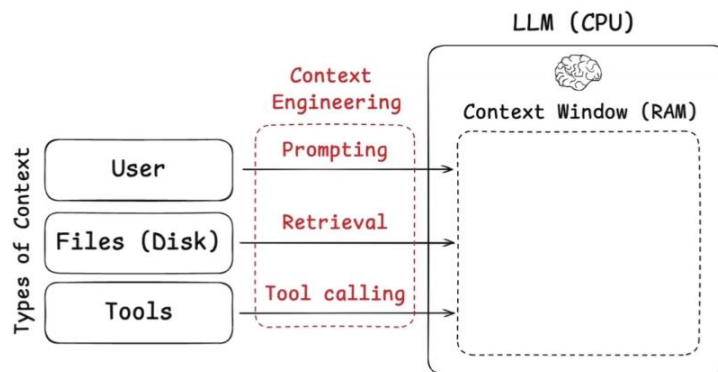 LLM (CPU)
Context
Engineering
Context Window (RAM)
Types of Context
User
Prompting
Files (Disk)
Retrieval
Tools
Tool calling